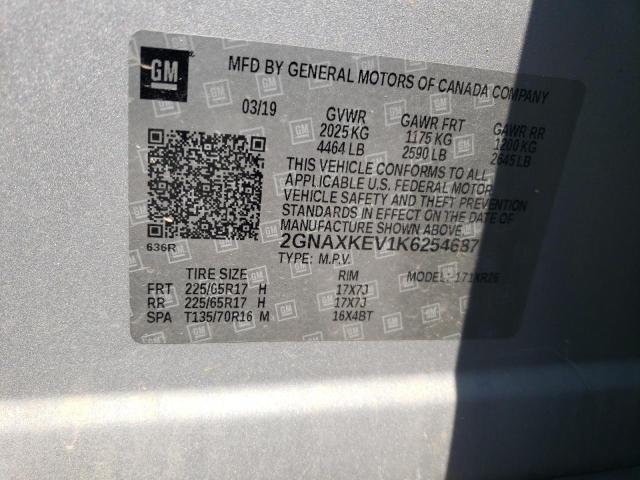 GM
MFD BY GENERAL MOTORS OF CANADA COMPANY
03/19
GVWR
2025 KG
4464 LB
GAWR FRT
1175 KG
2590 LB
GAWR RR
1200 KG
2645 LB
THIS VEHICLE CONFORMS TO ALL
APPLICABLE U.S. FEDERAL MOTOR
VEHICLE SAFETY AND THEFT PREVENTION
STANDARDS IN EFFECT ON THE DATE OF
MANUFACTURE SHOWN ABOVE.
636R
2GNAXKEV1K6254687
TYPE: M.P.V.
TIRE SIZE RIM MODEL: 1XR26
FRT 225/65R17 H 17X7J
RR 225/65R17 H 17X7J
SPA T135/70R16 M 16X4BT